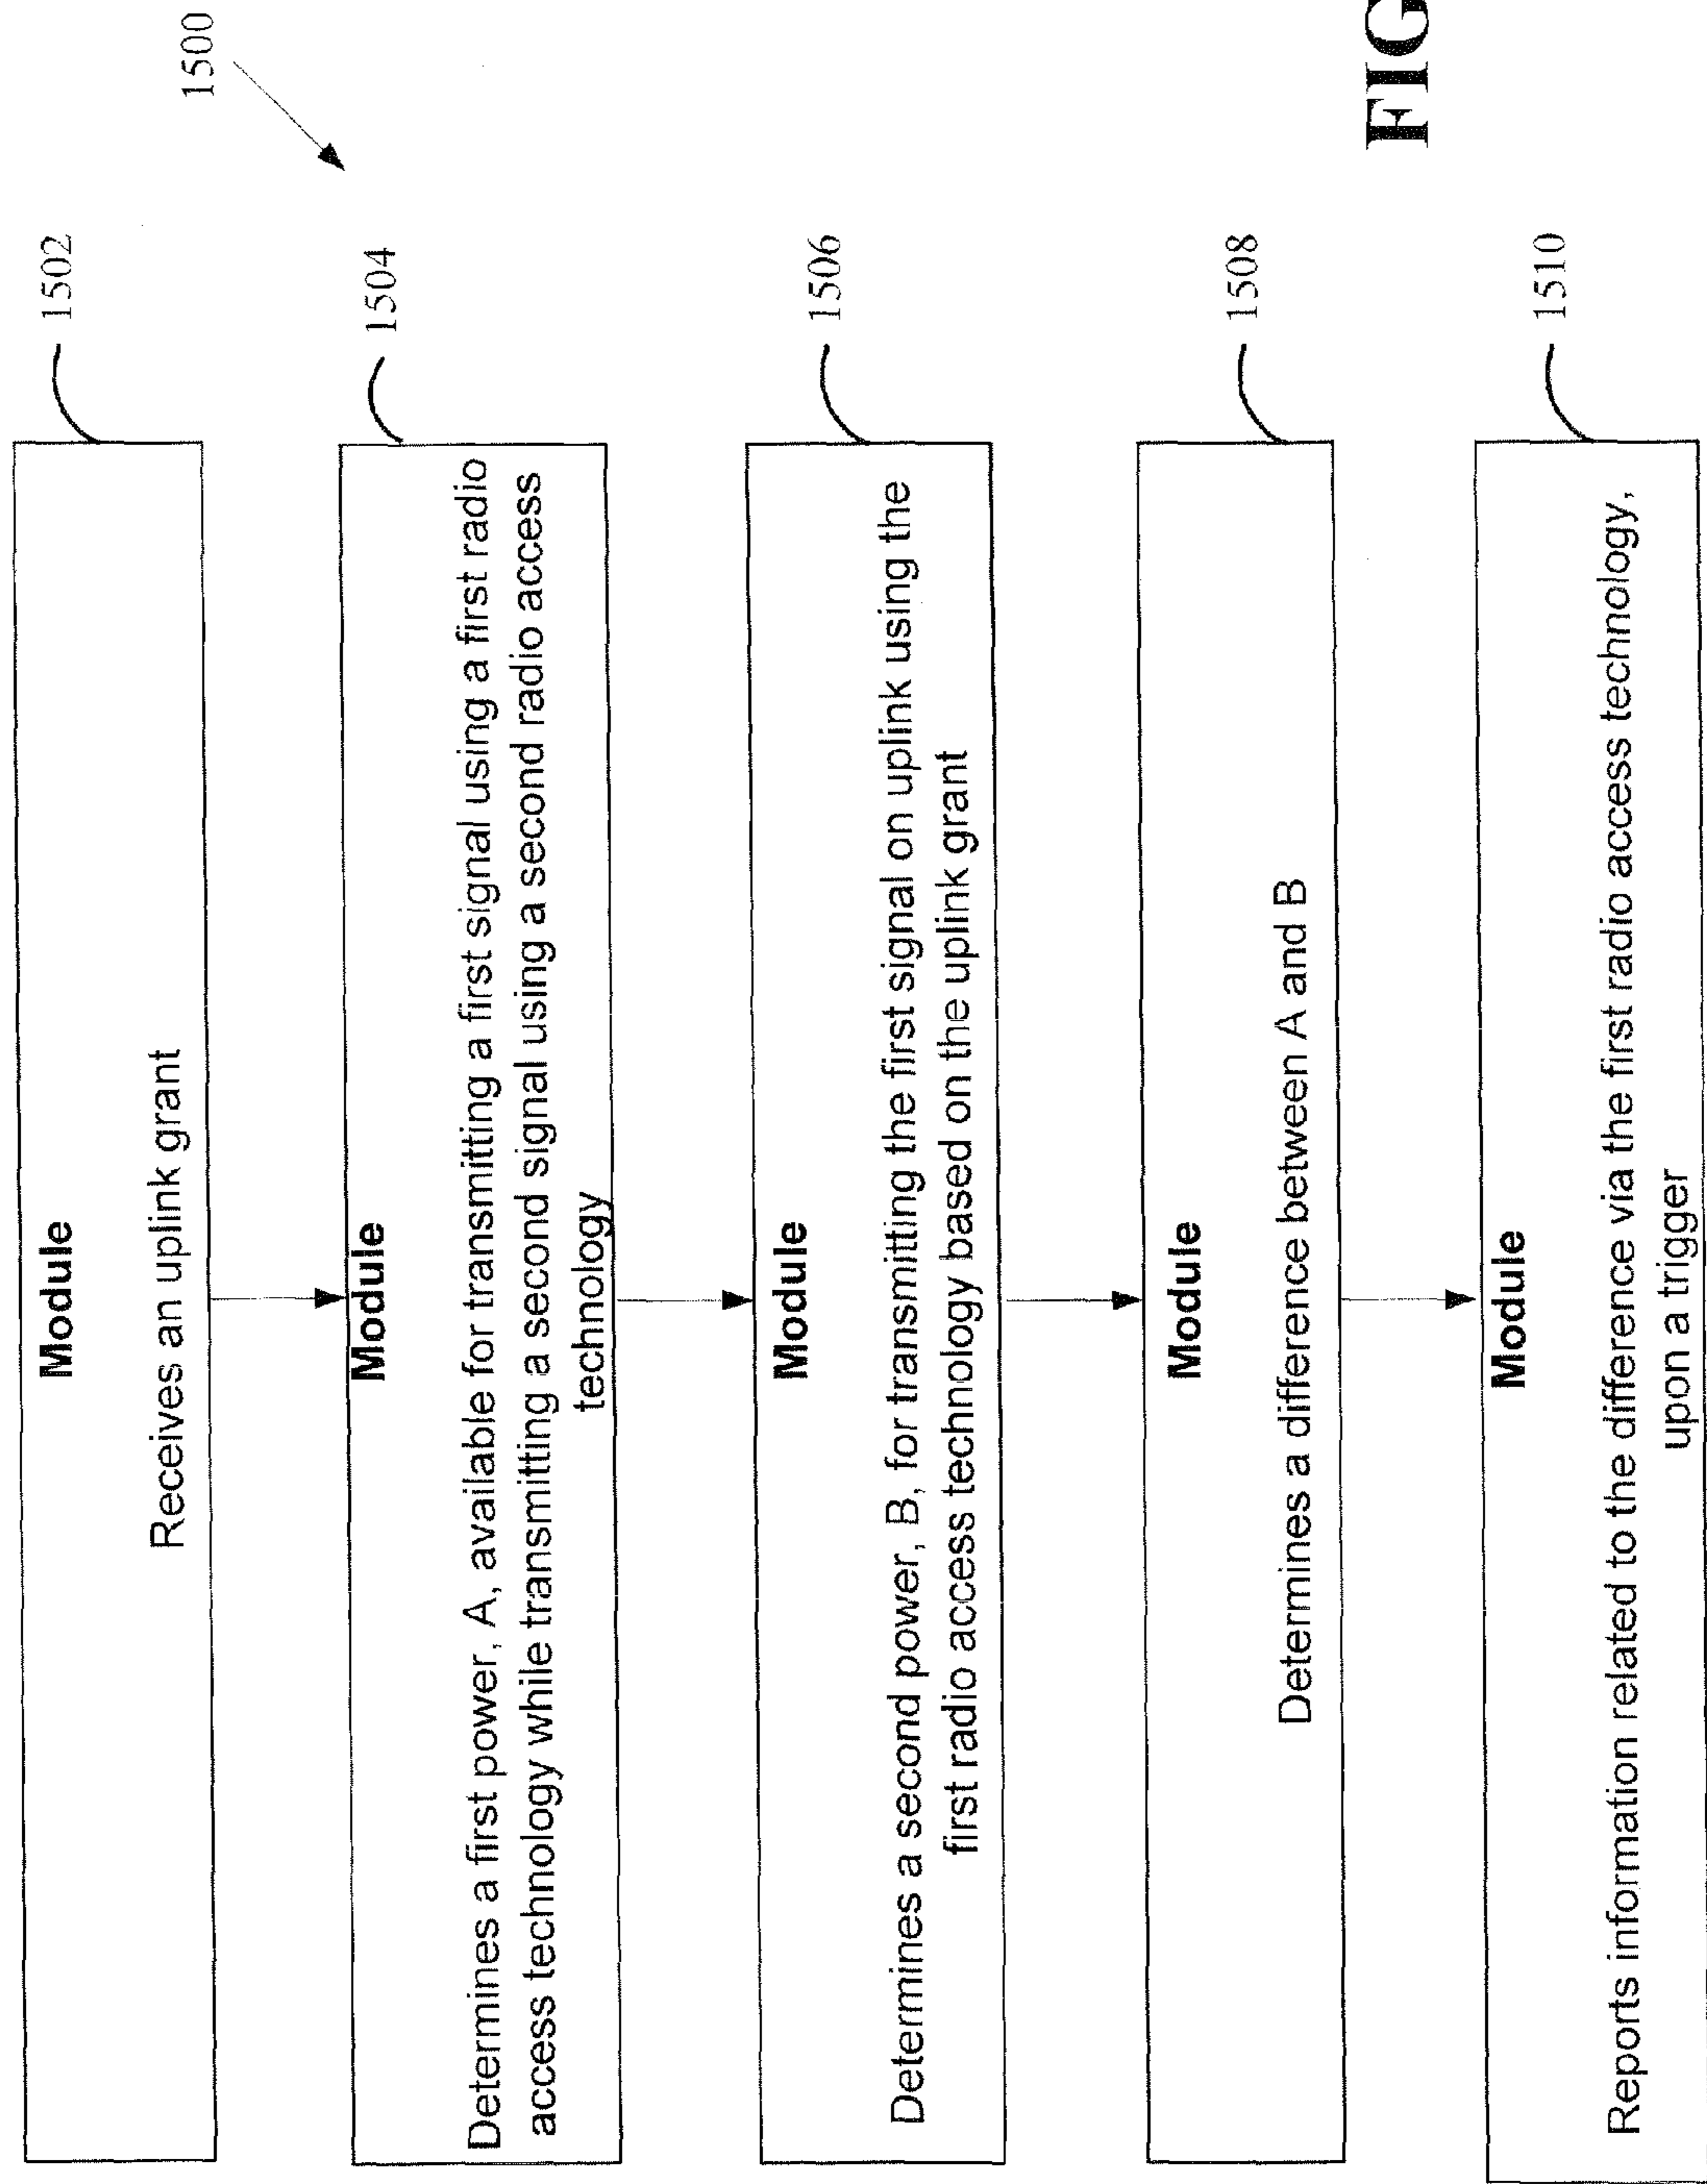 1500
1502
Module
Receives an uplink grant
1504
Module
Determines a first power, A, available for transmitting a first signal using a first radio
access technology while transmitting a second signal using a second radio access
technology
1506
Module
Determines a second power, B, for transmitting the first signal on uplink using the
first radio access technology based on the uplink grant
1508
Module
Determines a difference between A and B
1510
Module
Reports information related to the difference via the first radio access technology,
upon a trigger
FIG